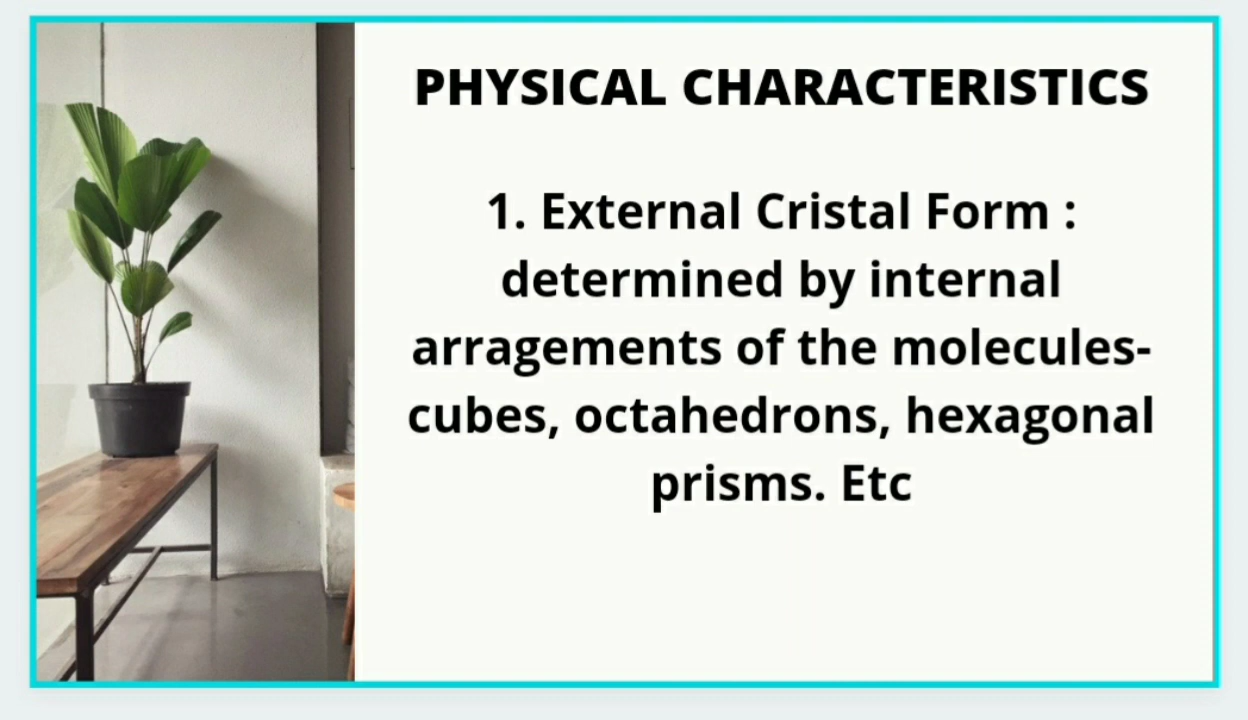 PHYSICAL CHARACTERISTICS
1. External Cristal Form :
determined by internal
arragements of the molecules-
cubes, octahedrons, hexagonal
prisms. Etc